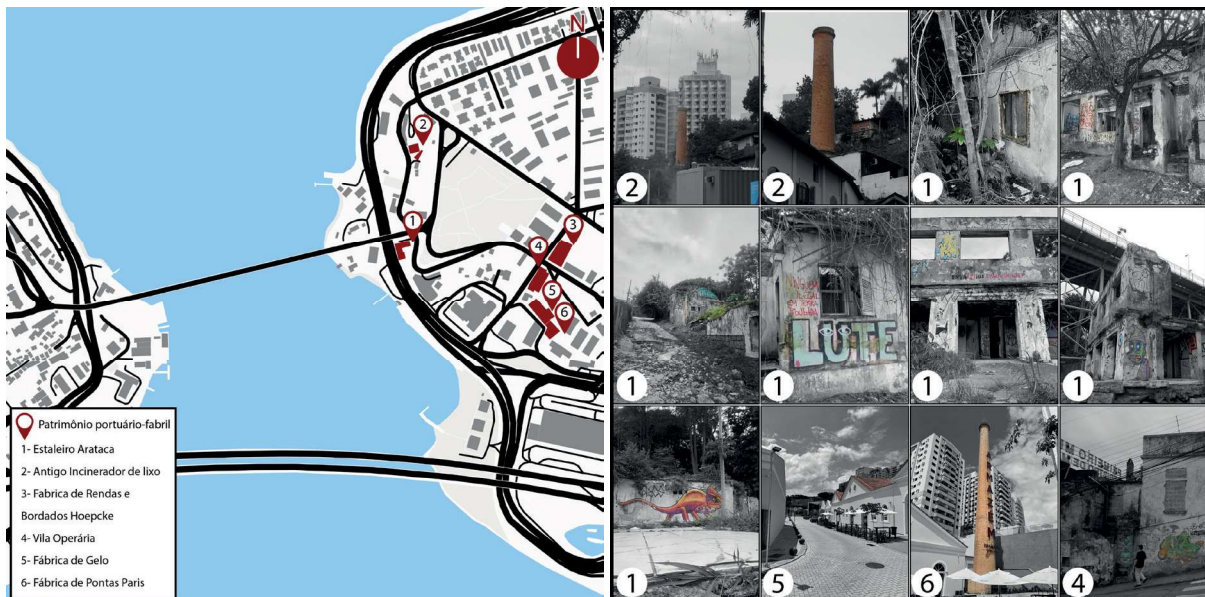 N
2
1
3
4
5
6
Patrimônio portuário-fabril
1- Estaleiro Arataca
2- Antigo Incinerador de lixo
3- Fabrica de Rendas e
Bordados Hoepcke
4- Vila Operária
5- Fábrica de Gelo
6- Fábrica de Pontas Paris
2
2
1
1
1
1
LUTE
1
1
1
5
6
4